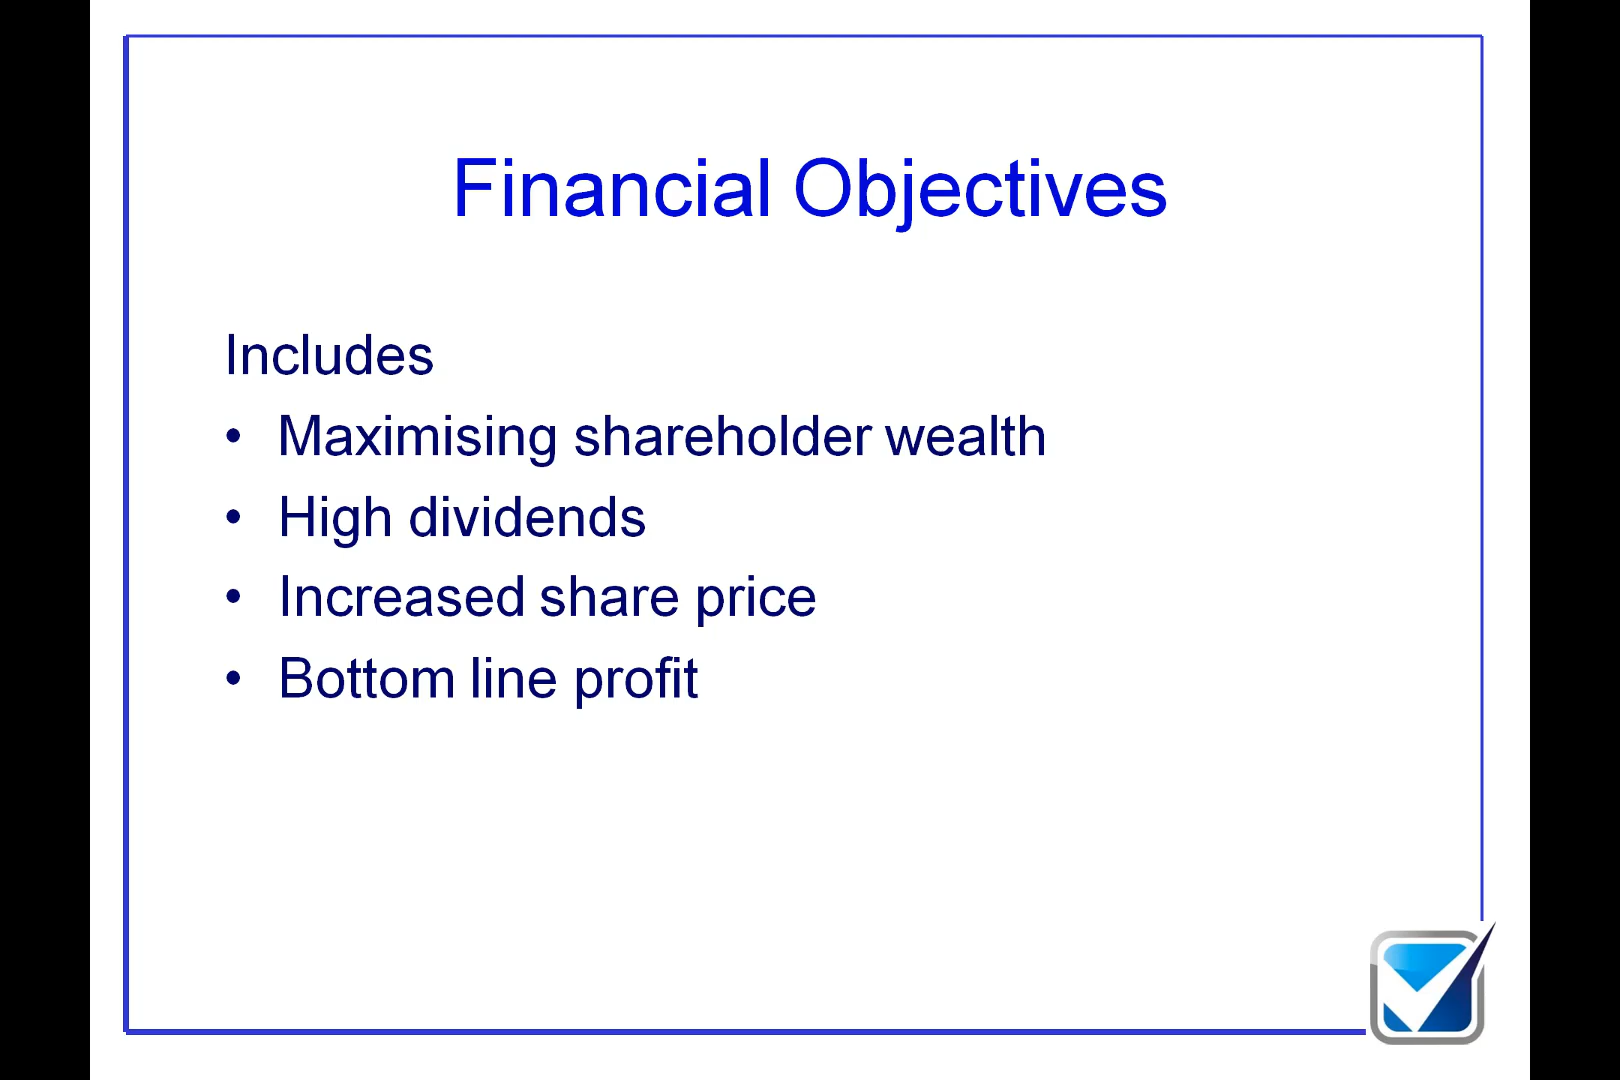 Financial Objectives
Includes
• Maximising shareholder wealth
• High dividends
• Increased share price
• Bottom line profit